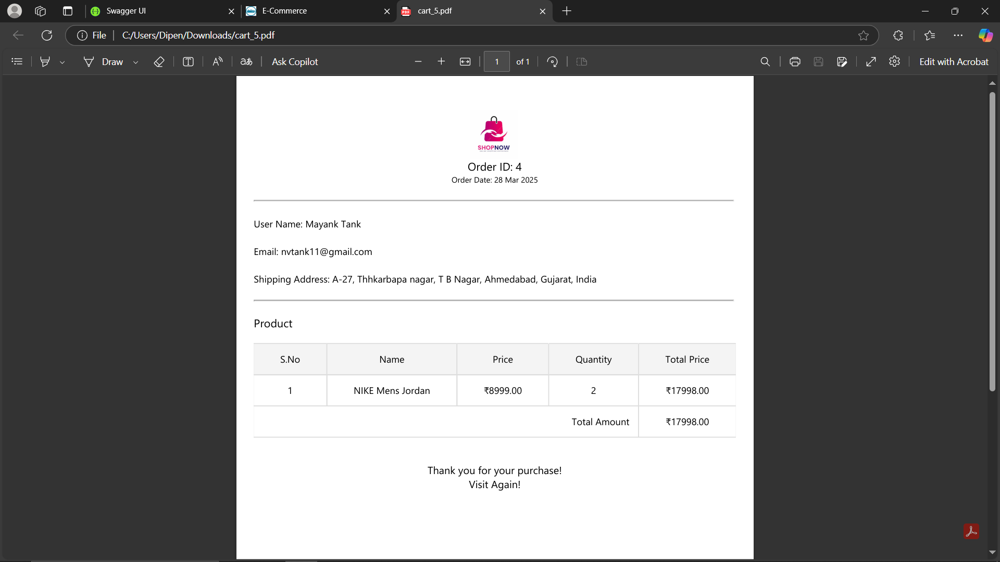 Swagger UI
E-Commerce
cart_5.pdf
File
C:/Users/Dipen/Downloads/cart_5.pdf
Draw
Ask Copilot
1
of 1
Edit with Acrobat
SHOPNOW
Order ID: 4
Order Date: 28 Mar 2025
User Name: Mayank Tank
Email: nvtank11@gmail.com
Shipping Address: A-27, Thhkarbapa nagar, T B Nagar, Ahmedabad, Gujarat, India
Product
S.No Name Price Quantity Total Price
1 NIKE Mens Jordan ₹8999.00 2 ₹17998.00
Total Amount ₹17998.00
Thank you for your purchase!
Visit Again!